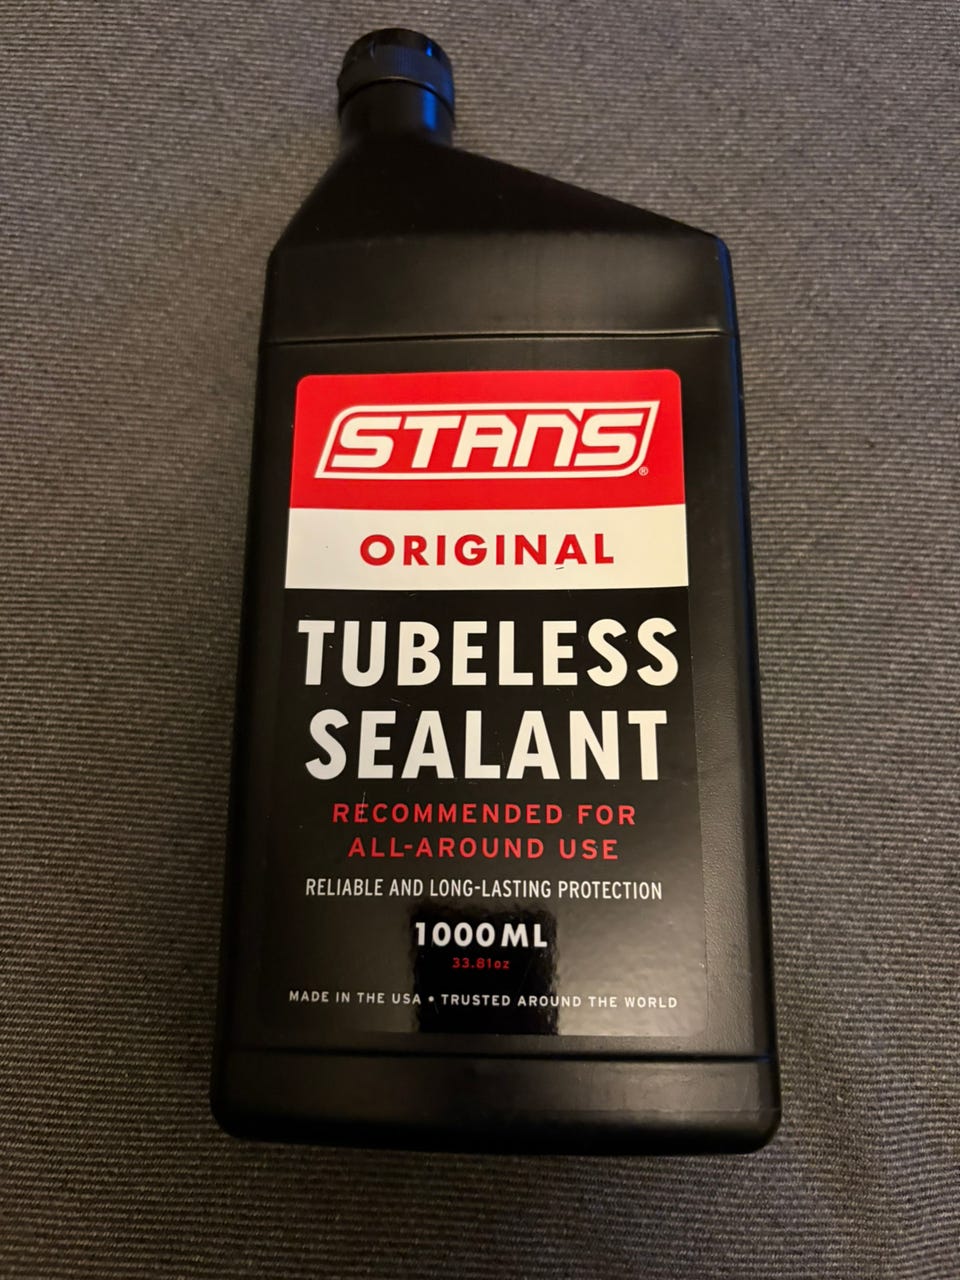 STAN'S®
ORIGINAL
TUBELESS
SEALANT
RECOMMENDED FOR
ALL-AROUND USE
RELIABLE AND LONG-LASTING PROTECTION
1000ML
33.81oz
MADE IN THE USA • TRUSTED AROUND THE WORLD